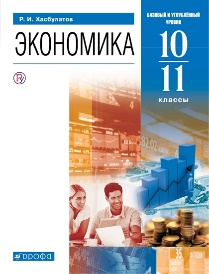 Р. И. Хасбулатов
БАЗОВЫЙ И УГЛУБЛЁННЫЙ
УРОВНИ
ЭКОНОМИКА
10
11
классы
дрофа